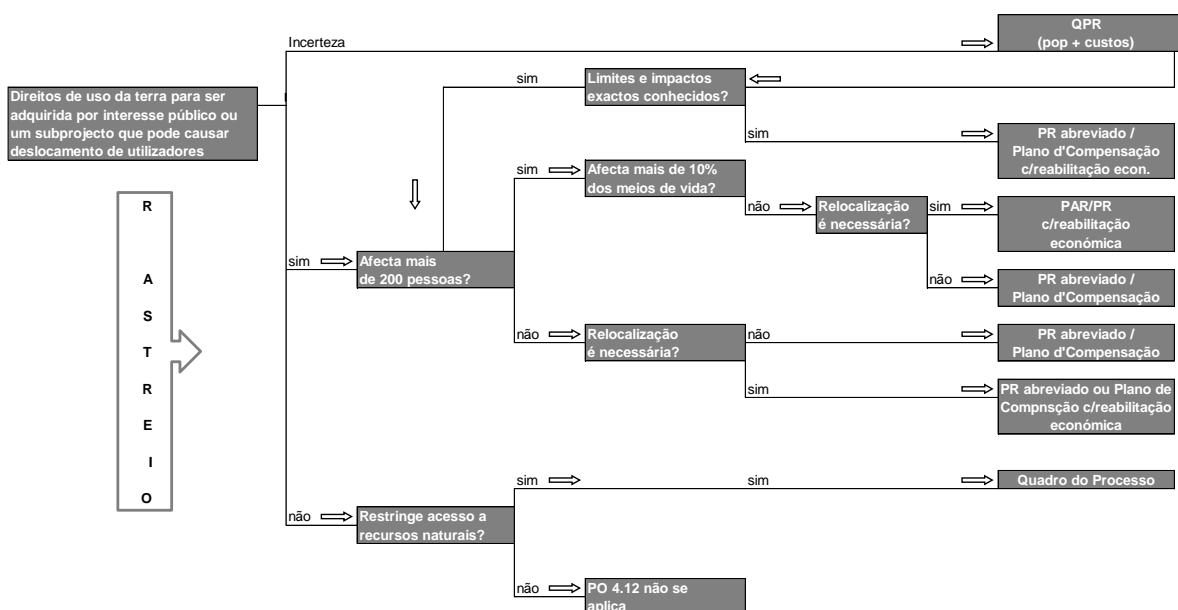 QPR
(pop + custos)
Incerteza
sim
Limites e impactos
exactos conhecidos?
Direitos de uso da terra para ser
adquirida por interesse público ou
um subprojecto que pode causar
deslocamento de utilizadores
sim
PR abreviado /
Plano d'Compensação
c/reabilitação econ.
sim
Afecta mais de 10%
dos meios de vida?
não
Relocalização
é necessária?
sim
PAR/PR
c/reabilitação
económica
sim
Afecta mais
de 200 pessoas?
não
PR abreviado /
Plano d'Compensação
não
Relocalização
é necessária?
não
PR abreviado /
Plano d'Compensação
sim
PR abreviado ou Plano de
Compnsção c/reabilitação
económica
R
A
S
T
R
E
I
O
sim
sim
Quadro do Processo
não
Restringe acesso a
recursos naturais?
não
PO 4.12 não se
aplica